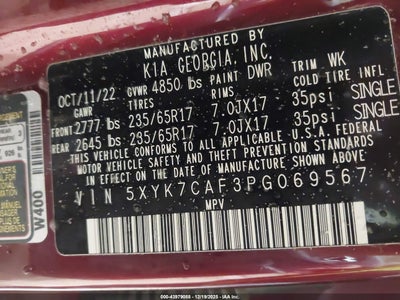 MANUFACTURED BY
KIA GEORGIA, INC.
OCT/11/22 GVWR 4850 lbs PAINT DWR TRIM WK
GAWR TIRES RIMS COLD TIRE INFL.
FRONT 2777 lbs 235/65R17 7.0JX17 35psi SINGLE
REAR 2645 lbs 235/65R17 7.0JX17 35psi SINGLE
THIS VEHICLE CONFORMS TO ALL APPLICABLE U.S.A. FEDERAL
MOTOR VEHICLE SAFETY STANDARDS IN EFFECT ON THE
DATE OF MANUFACTURE SHOWN ABOVE.
VIN 5XYK7CAF3PG069567
MPV
W400
000-43979088 - 12/19/2025 - IAA Inc.